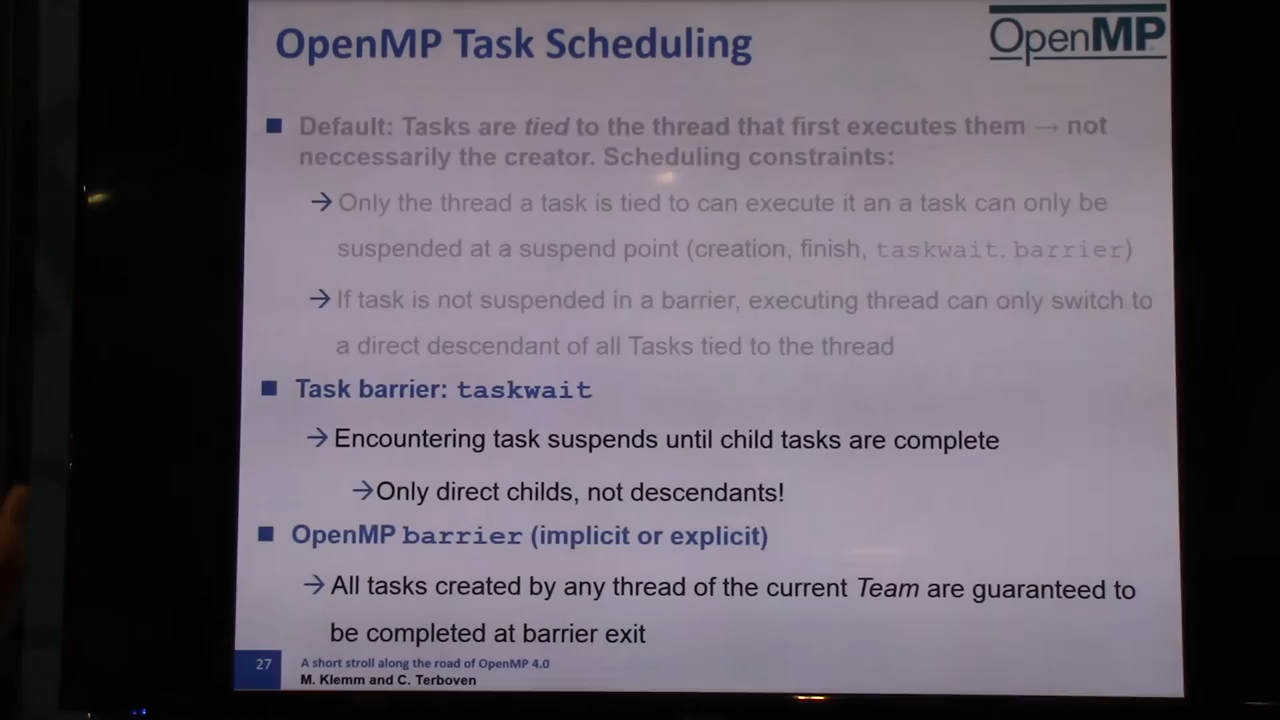 OpenMP Task Scheduling
OpenMP
Default: Tasks are tied to the thread that first executes them → not
neccessarily the creator. Scheduling constraints:
→ Only the thread a task is tied to can execute it an a task can only be
suspended at a suspend point (creation, finish, taskwait, barrier)
→ If task is not suspended in a barrier, executing thread can only switch to
a direct descendant of all Tasks tied to the thread
Task barrier: taskwait
→ Encountering task suspends until child tasks are complete
→ Only direct childs, not descendants!
OpenMP barrier (implicit or explicit)
→ All tasks created by any thread of the current Team are guaranteed to
be completed at barrier exit
27
A short stroll along the road of OpenMP 4.0
M. Klemm and C. Terboven